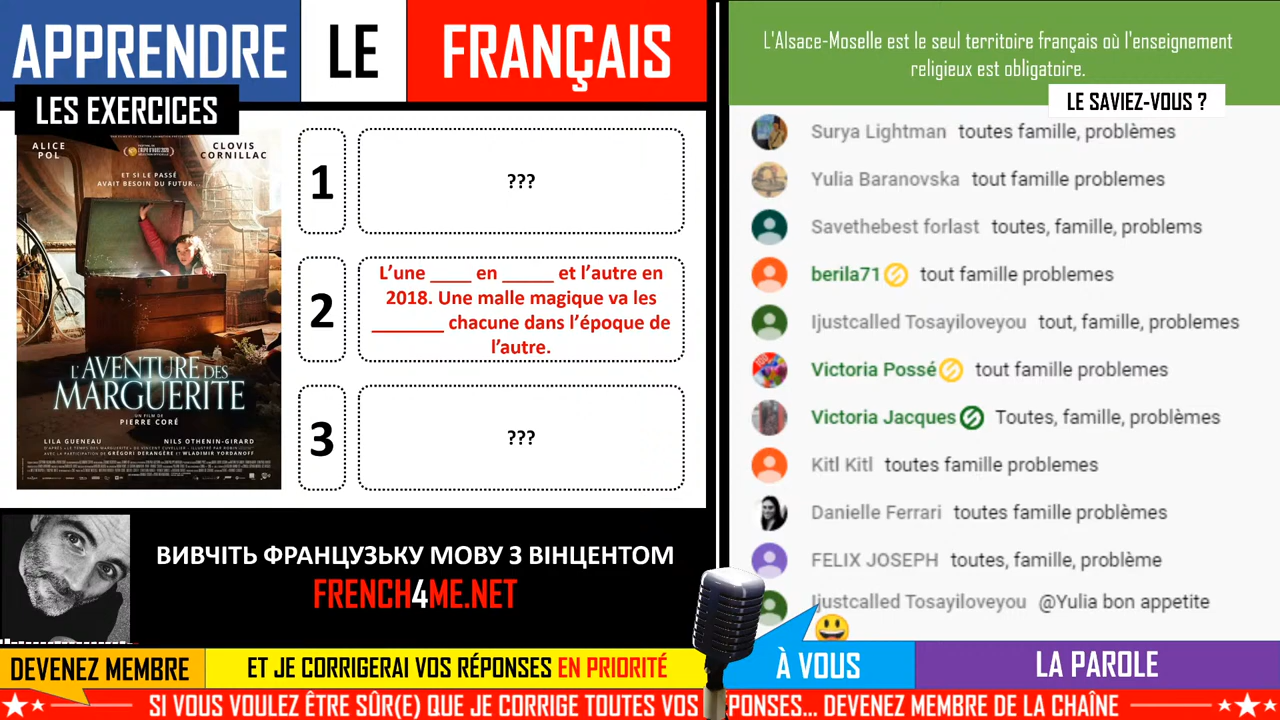 APPRENDRE LE FRANÇAIS
LES EXERCICES
ALICE POL
CLOVIS CORNILLAC
ET SI LE PASSÉ
AVAIT BESOIN DU FUTUR...
L'AVENTURE DES
MARGUERITE
UN FILM DE
PIERRE CORÉ
LILA GUENEAU
NILS OTHENIN-GIRARD
1
???
2
L'une ____ en _____ et l'autre en
2018. Une malle magique va les
_______ chacune dans l'époque de
l'autre.
3
???
ВИВЧІТЬ ФРАНЦУЗЬКУ МОВУ З ВІНЦЕНТОМ
FRENCH4ME.NET
L'Alsace-Moselle est le seul territoire français où l'enseignement
religieux est obligatoire.
LE SAVIEZ-VOUS ?
Surya Lightman toutes famille, problèmes
Yulia Baranovska tout famille problemes
Savethebest forlast toutes, famille, problems
berila71 tout famille problemes
Ijustcalled Tosayiloveyou tout, famille, problemes
Victoria Possé tout famille problemes
Victoria Jacques Toutes, famille, problèmes
Kitl Kitl toutes famille problemes
Danielle Ferrari toutes famille problèmes
FELIX JOSEPH toutes, famille, problème
Ijustcalled Tosayiloveyou @Yulia bon appetite
DEVENEZ MEMBRE
ET JE CORRIGERAI VOS RÉPONSES EN PRIORITÉ
À VOUS
LA PAROLE
SI VOUS VOULEZ ÊTRE SÛR(E) QUE JE CORRIGE TOUTES VOS ÉPONSES... DEVENEZ MEMBRE DE LA CHAÎNE